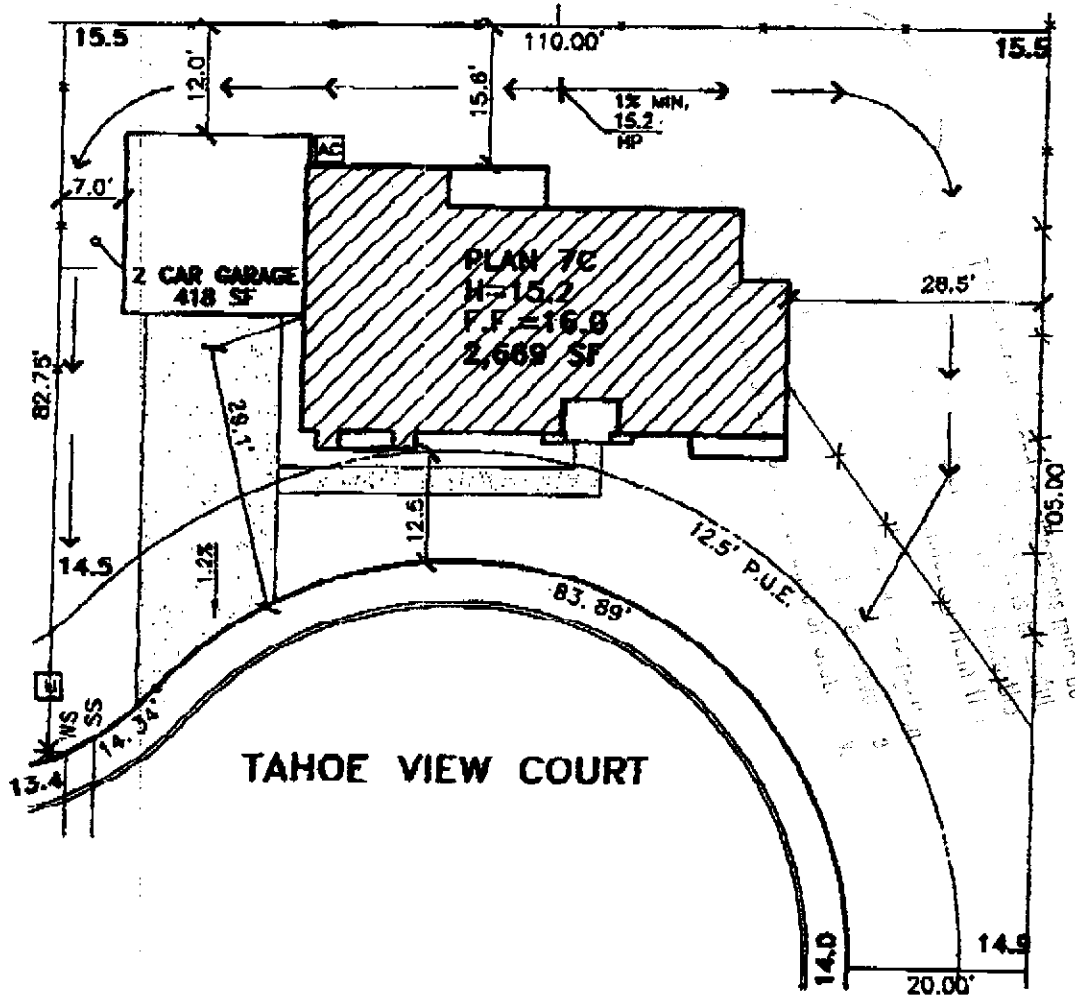 15.5
110.00'
15.5
12.0'
15.6'
1% MIN.
15.2
HP
AC
7.0'
2 CAR GARAGE
418 SF
PLAN 7C
H=15.2
F.F.=16.0
2,669 SF
28.5'
82.75'
29.1'
105.00'
12.5
12.5' P.U.E.
14.5
1.2%
83.89'
WS
SS
14.34'
13.4
TAHOE VIEW COURT
14.0
14.9
20.00'